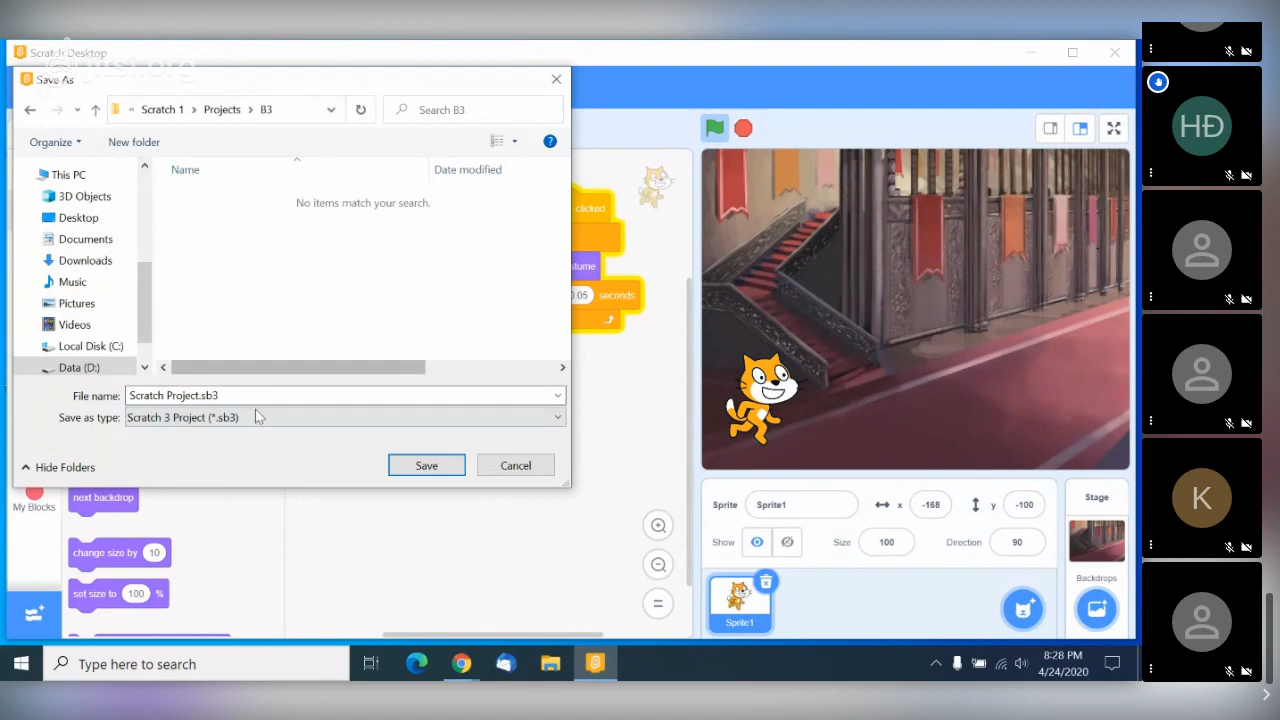 Scratch Desktop
Save As
« Scratch 1 Projects B3
Search B3
Organize
New folder
Name
Date modified
No items match your search.
This PC
3D Objects
Desktop
Documents
Downloads
Music
Pictures
Videos
Local Disk (C:)
Data (D:)
File name: Scratch Project.sb3
Save as type: Scratch 3 Project (*.sb3)
Hide Folders
Save
Cancel
clicked
0.05 seconds
My Blocks
next backdrop
change size by 10
set size to 100 %
Sprite Sprite1 x -168 y -100
Show Size 100 Direction 90
Sprite1
Stage
Backdrops
HĐ
K
Type here to search
8:28 PM
4/24/2020